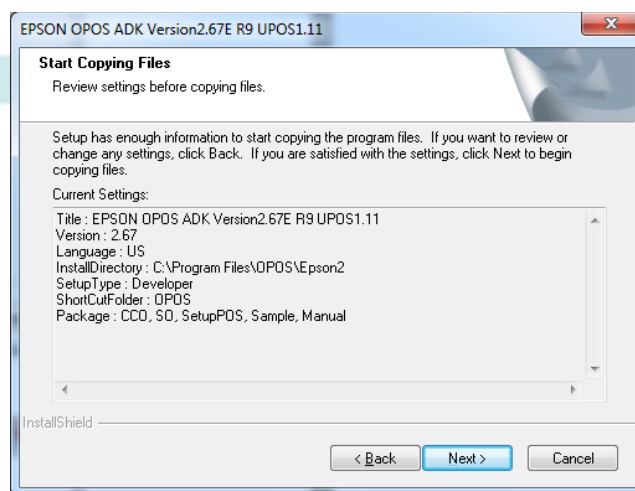 EPSON OPOS ADK Version2.67E R9 UPOS1.11
Start Copying Files
Review settings before copying files.
Setup has enough information to start copying the program files. If you want to review or
change any settings, click Back. If you are satisfied with the settings, click Next to begin
copying files.
Current Settings:
Title : EPSON OPOS ADK Version2.67E R9 UPOS1.11
Version : 2.67
Language : US
InstallDirectory : C:\Program Files\OPOS\Epson2
SetupType : Developer
ShortCutFolder : OPOS
Package : CCO, SO, SetupPOS, Sample, Manual
InstallShield
< Back
Next >
Cancel